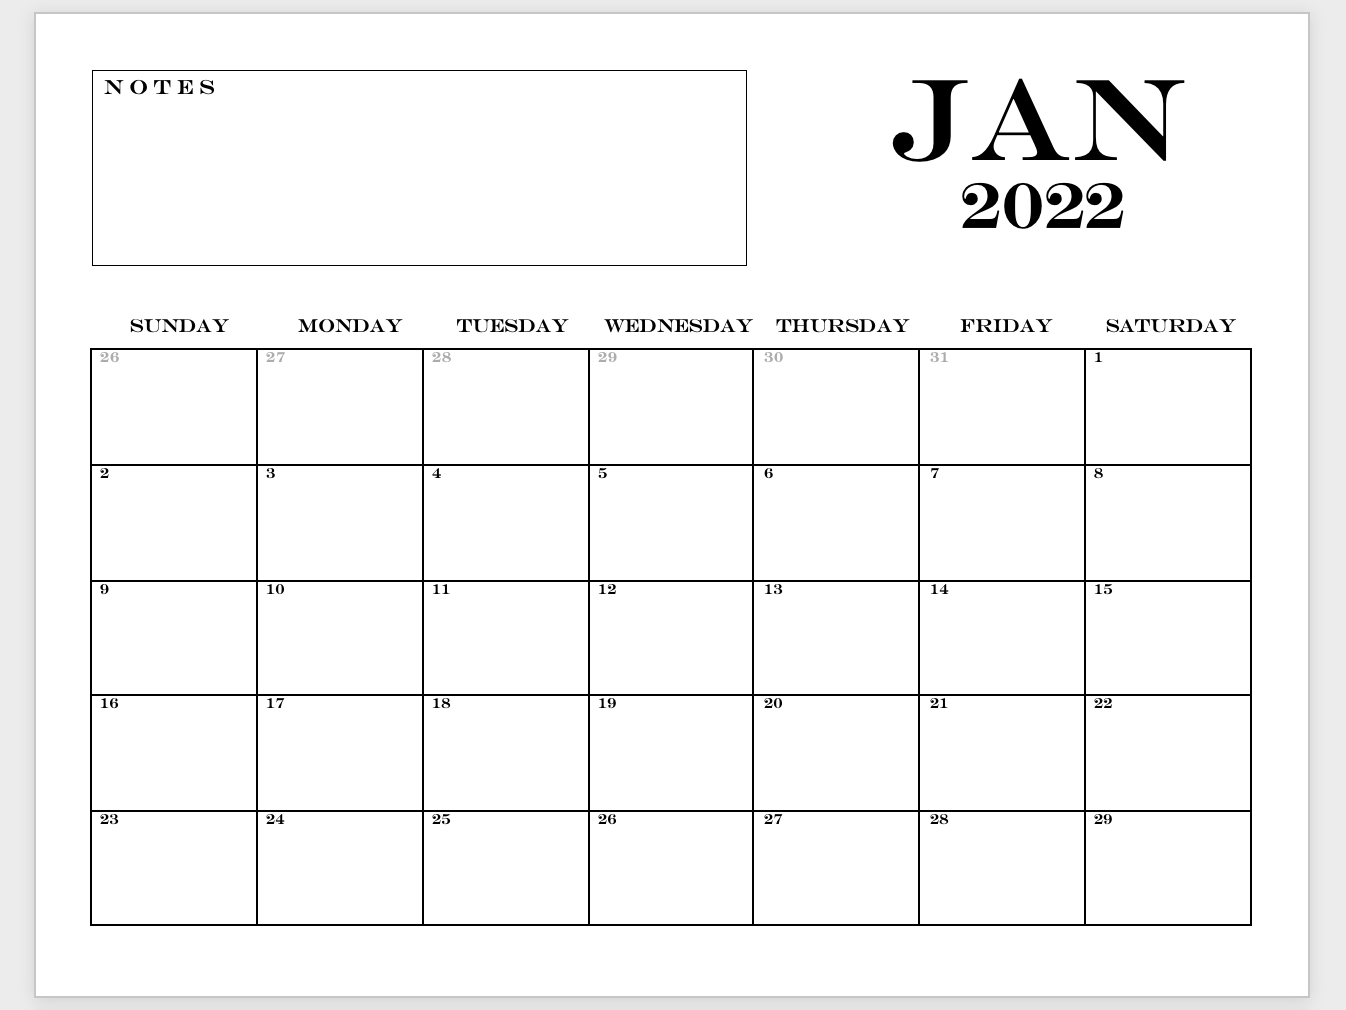 NOTES
JAN
2022
SUNDAY MONDAY TUESDAY WEDNESDAY THURSDAY FRIDAY SATURDAY
26 27 28 29 30 31 1
2 3 4 5 6 7 8
9 10 11 12 13 14 15
16 17 18 19 20 21 22
23 24 25 26 27 28 29